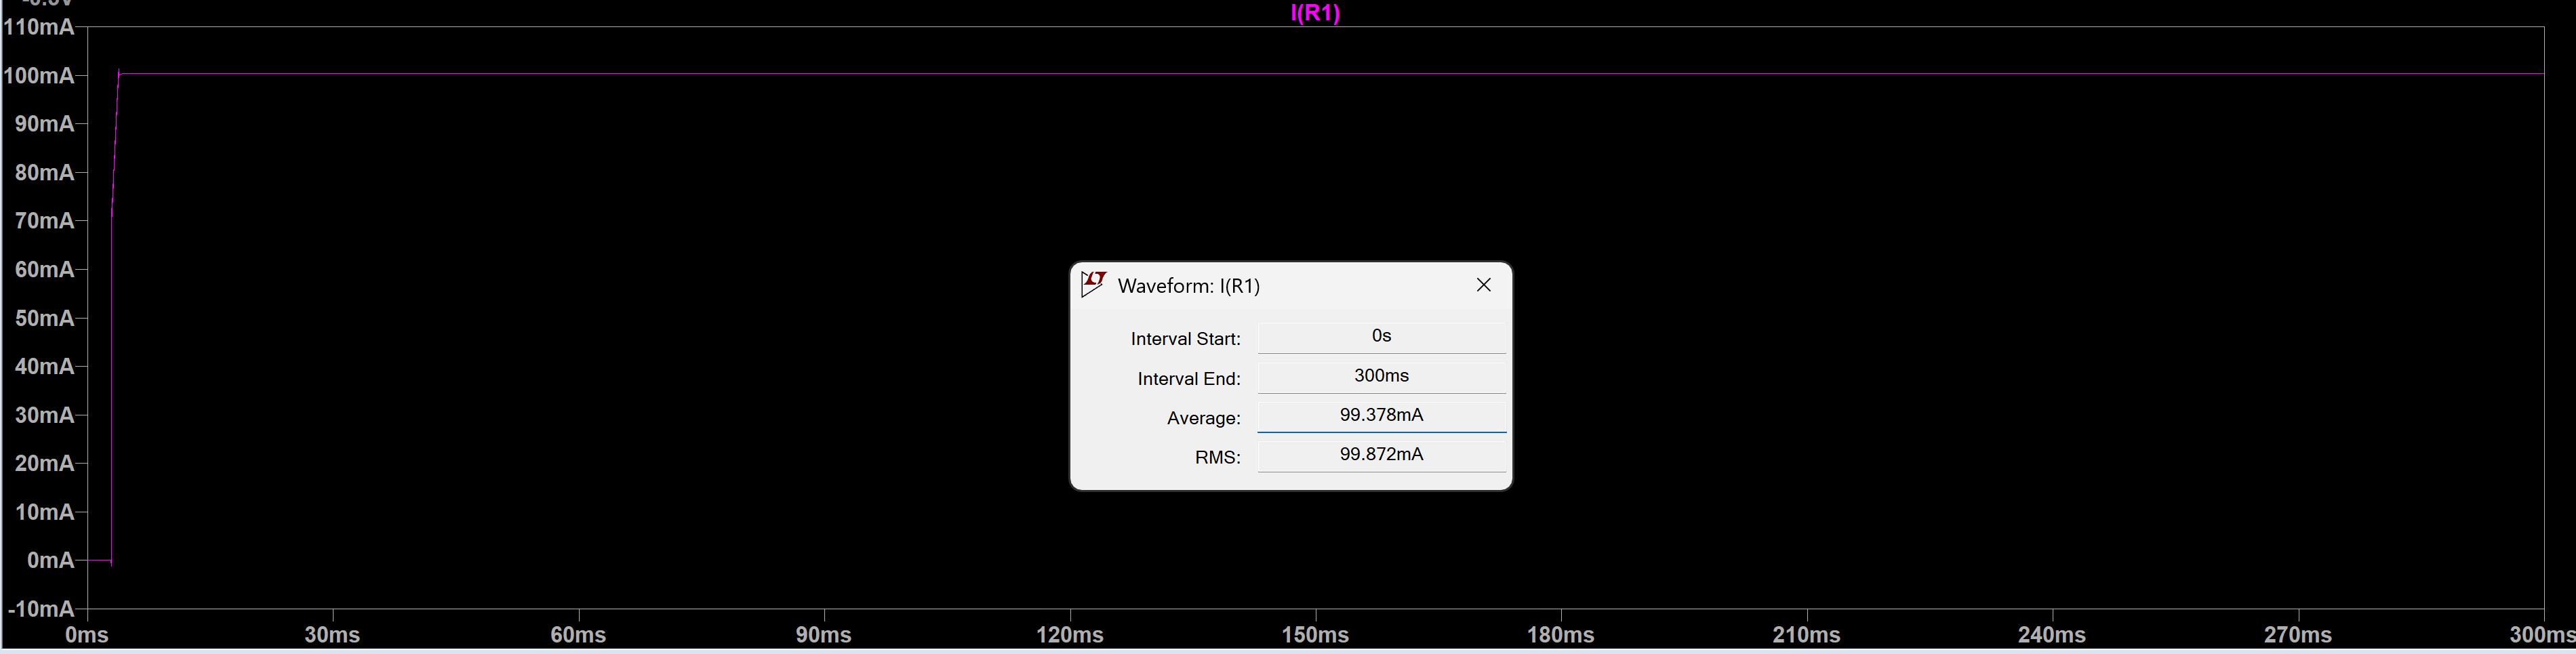 I(R1)
110mA
100mA
90mA
80mA
70mA
60mA
50mA
40mA
30mA
20mA
10mA
0mA
-10mA
0ms 30ms 60ms 90ms 120ms 150ms 180ms 210ms 240ms 270ms 300ms
Waveform: I(R1)
Interval Start: 0s
Interval End: 300ms
Average: 99.378mA
RMS: 99.872mA